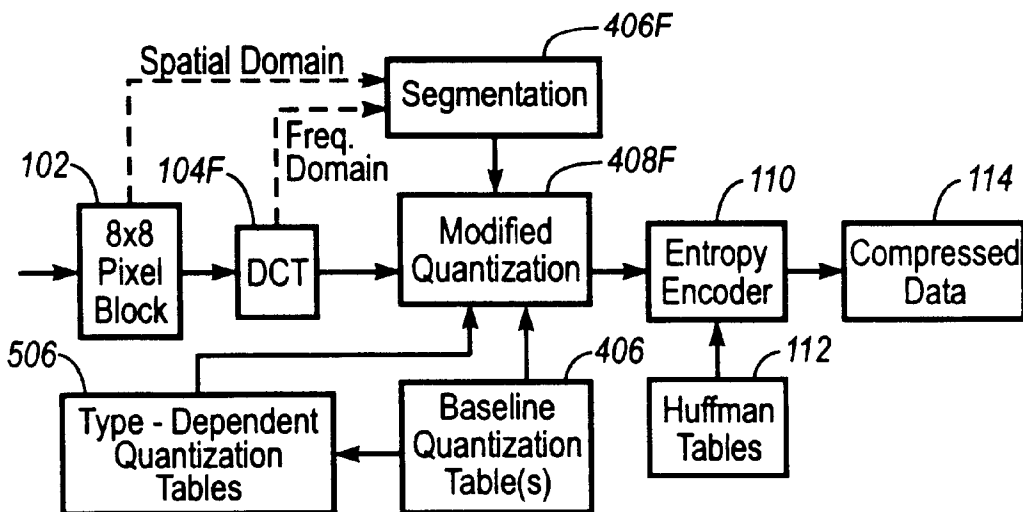 406F
Spatial Domain
Segmentation
Freq.
Domain
102
104F
408F
110
114
8x8
Pixel
Block
DCT
Modified
Quantization
Entropy
Encoder
Compressed
Data
506
406
112
Type - Dependent
Quantization
Tables
Baseline
Quantization
Table(s)
Huffman
Tables